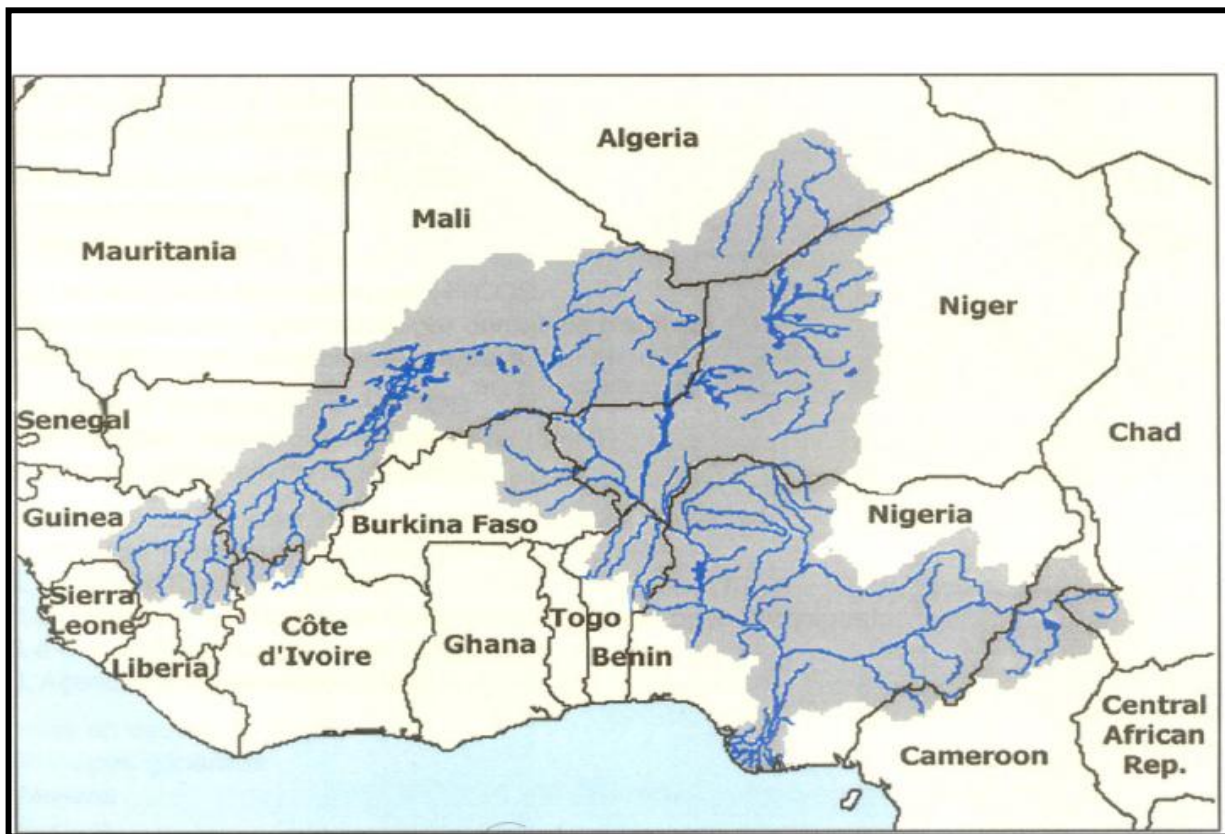 Algeria
Mali
Mauritania
Niger
Senegal
Chad
Guinea
Burkina Faso
Nigeria
Sierra
Leone
Togo
Côte
d'Ivoire
Ghana
Benin
Liberia
Central
African
Rep.
Cameroon